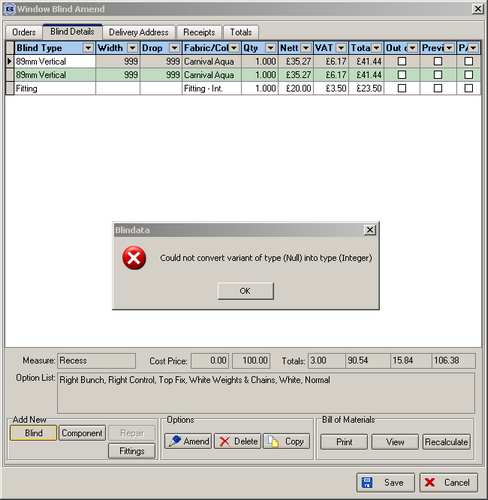 Window Blind Amend
Orders Blind Details Delivery Address Receipts Totals
Blind Type Width Drop Fabric/Col Qty Nett VAT Tota Out o Previ PA
89mm Vertical 999 999 Carnival Aqua 1.000 £35.27 £6.17 £41.44
89mm Vertical 999 999 Carnival Aqua 1.000 £35.27 £6.17 £41.44
Fitting Fitting - Int. 1.000 £20.00 £3.50 £23.50
Blindata
Could not convert variant of type (Null) into type (Integer)
OK
Measure: Recess Cost Price: 0.00 100.00 Totals: 3.00 90.54 15.84 106.38
Option List: Right Bunch, Right Control, Top Fix, White Weights & Chains, White, Normal
Add New Options Bill of Materials
Blind Component Repair Amend Delete Copy Print View Recalculate
Fittings
Save Cancel